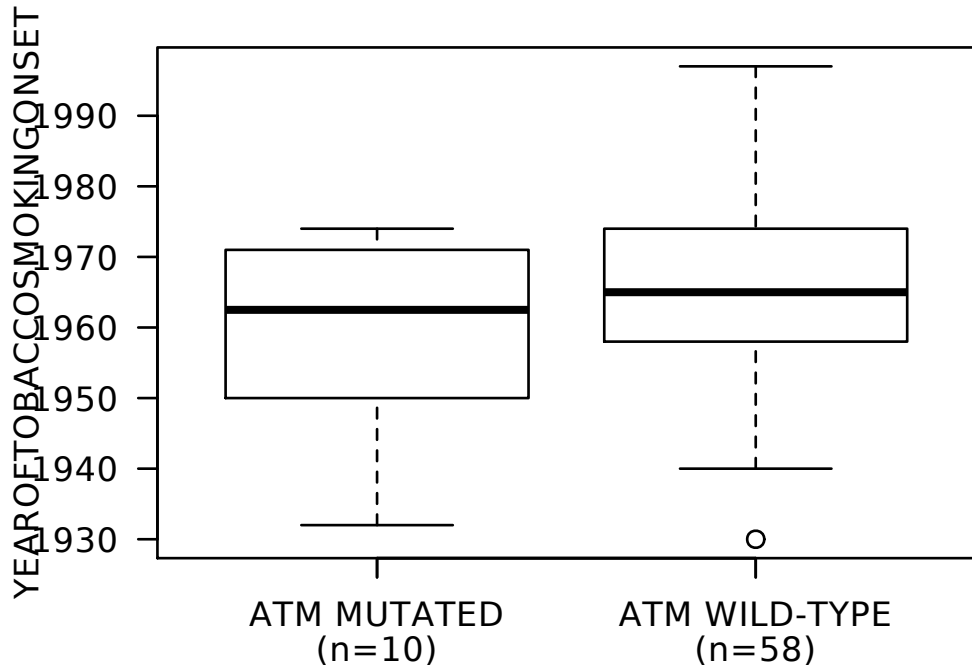 YEAROFTOBACCOSMOKINGONSET
1990
1980
1970
1960
1950
1940
1930
ATM MUTATED
(n=10)
ATM WILD-TYPE
(n=58)